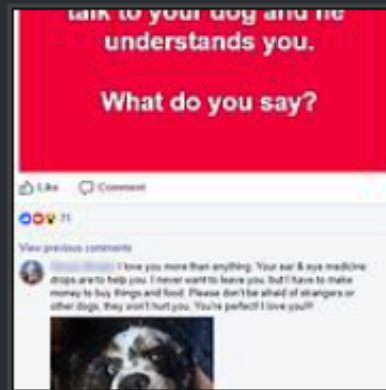 talk to your dog and he
understands you.
What do you say?
Like Comment
71
View previous comments
I love you more than anything. Your ear & eye medicine
drops are to help you. I never want to leave you, but I have to make
money to buy things and food. Please don't be afraid of strangers or
other dogs, they won't hurt you. You're perfect! I love you!!!